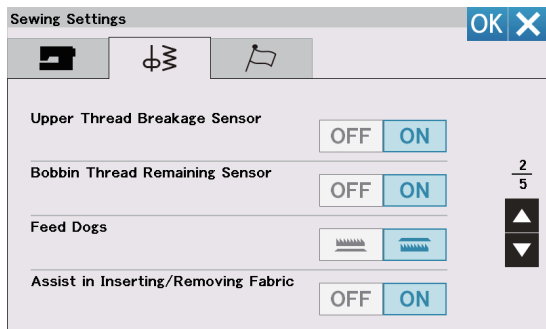 Sewing Settings
OK
Upper Thread Breakage Sensor
OFF ON
Bobbin Thread Remaining Sensor
OFF ON
2
5
Feed Dogs
Assist in Inserting/Removing Fabric
OFF ON